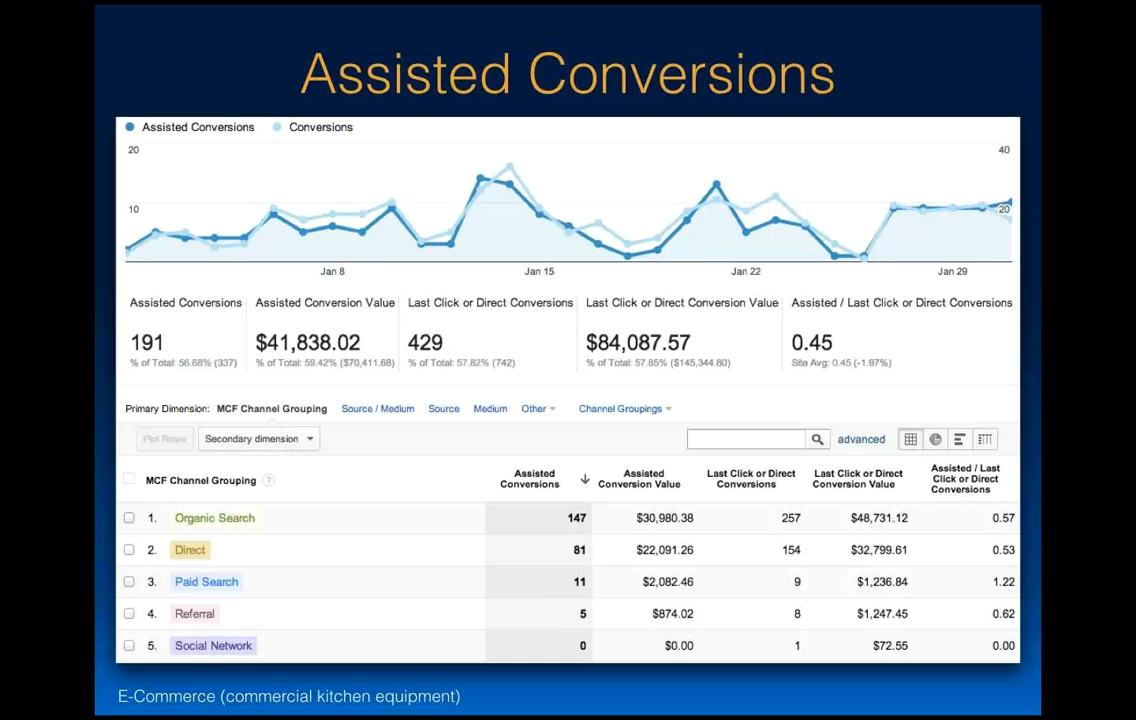 Assisted Conversions
Assisted Conversions Conversions
20 40
10 20
Jan 8 Jan 15 Jan 22 Jan 29
Assisted Conversions Assisted Conversion Value Last Click or Direct Conversions Last Click or Direct Conversion Value Assisted / Last Click or Direct Conversions
191 $41,838.02 429 $84,087.57 0.45
% of Total: 56.68% (337) % of Total: 59.42% ($70,411.68) % of Total: 57.82% (742) % of Total: 57.85% ($145,344.80) Site Avg: 0.45 (-1.97%)
Primary Dimension: MCF Channel Grouping Source / Medium Source Medium Other Channel Groupings
Plot Rows Secondary dimension advanced
MCF Channel Grouping ? Assisted Conversions Assisted Conversion Value Last Click or Direct Conversions Last Click or Direct Conversion Value Assisted / Last Click or Direct Conversions
1. Organic Search 147 $30,980.38 257 $48,731.12 0.57
2. Direct 81 $22,091.26 154 $32,799.61 0.53
3. Paid Search 11 $2,082.46 9 $1,236.84 1.22
4. Referral 5 $874.02 8 $1,247.45 0.62
5. Social Network 0 $0.00 1 $72.55 0.00
E-Commerce (commercial kitchen equipment)